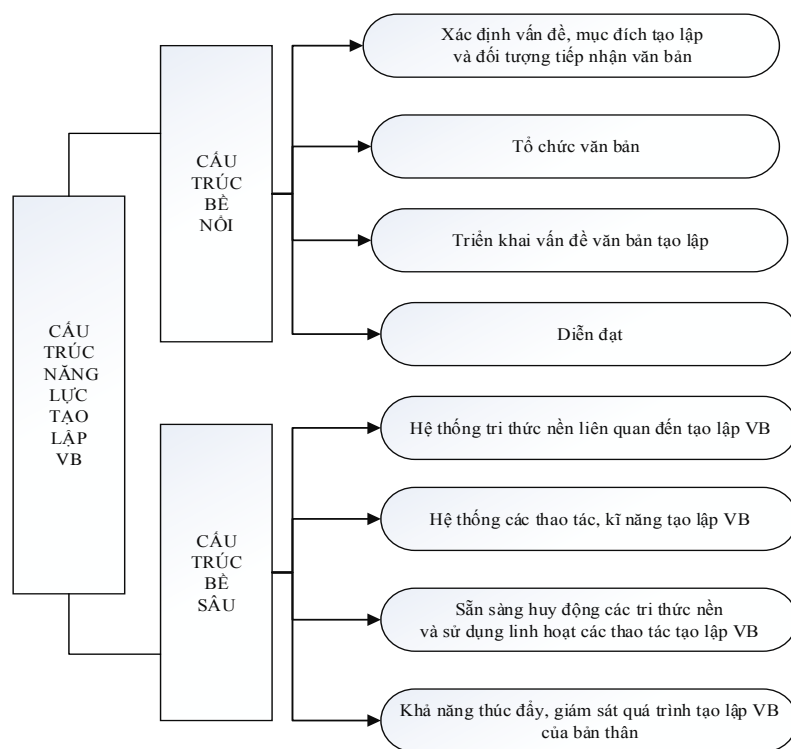 CẤU
TRÚC
NĂNG
LỰC
TẠO
LẬP
VB
CẤU
TRÚC
BỀ
NỔI
Xác định vấn đề, mục đích tạo lập
và đối tượng tiếp nhận văn bản
Tổ chức văn bản
Triển khai vấn đề văn bản tạo lập
Diễn đạt
CẤU
TRÚC
BỀ
SÂU
Hệ thống tri thức nền liên quan đến tạo lập VB
Hệ thống các thao tác, kĩ năng tạo lập VB
Sẵn sàng huy động các tri thức nền
và sử dụng linh hoạt các thao tác tạo lập VB
Khả năng thúc đẩy, giám sát quá trình tạo lập VB
của bản thân